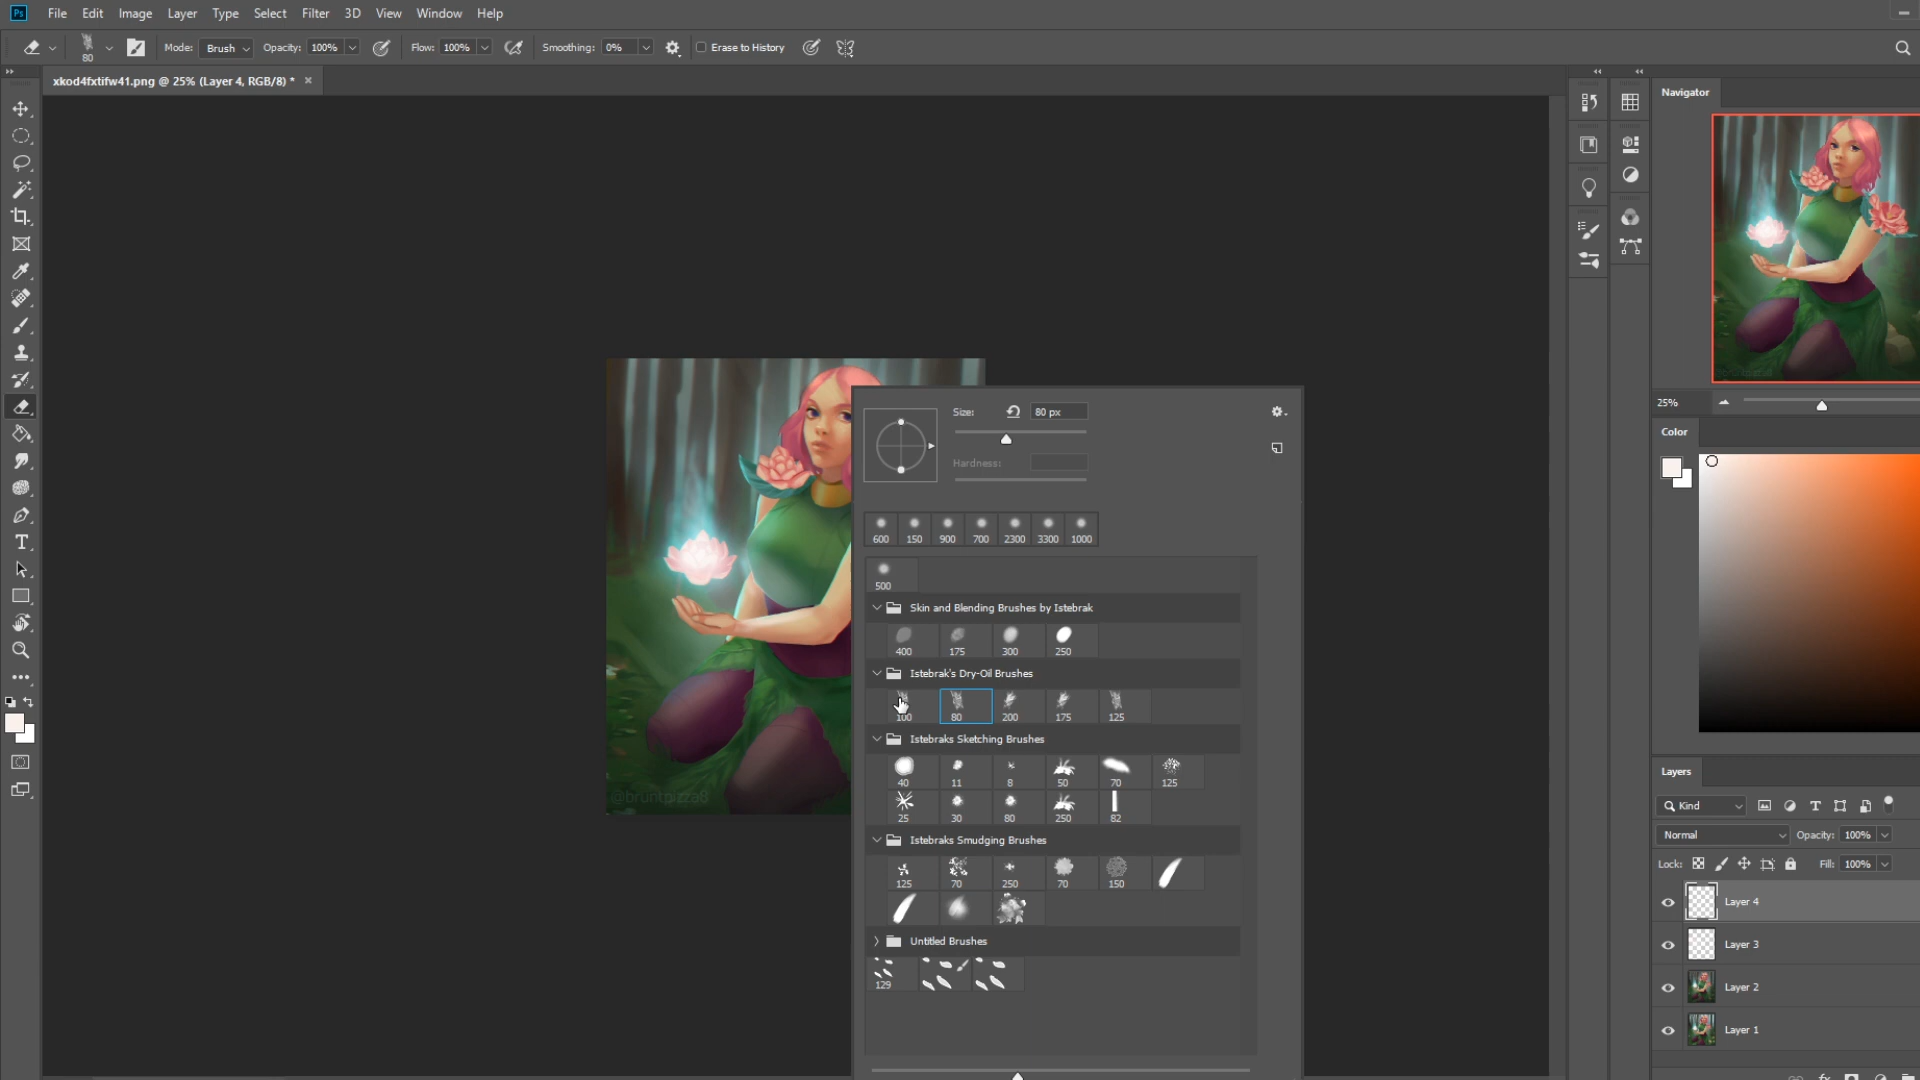 Ps File Edit Image Layer Type Select Filter 3D View Window Help
80 Mode: Brush Opacity: 100% Flow: 100% Smoothing: 0% Erase to History
xkod4fxtifw41.png @ 25% (Layer 4, RGB/8) *
Navigator
25%
Color
Size: 80 px
Hardness:
600 150 900 700 2300 3300 1000
500
Skin and Blending Brushes by Istebrak
400 175 300 250
Istebrak's Dry-Oil Brushes
100 80 200 175 125
Istebraks Sketching Brushes
40 11 8 50 70 125
25 30 80 250 82
Istebraks Smudging Brushes
125 70 250 70 150
Untitled Brushes
129
Layers
Kind
Normal Opacity: 100%
Lock: Fill: 100%
Layer 4
Layer 3
Layer 2
Layer 1